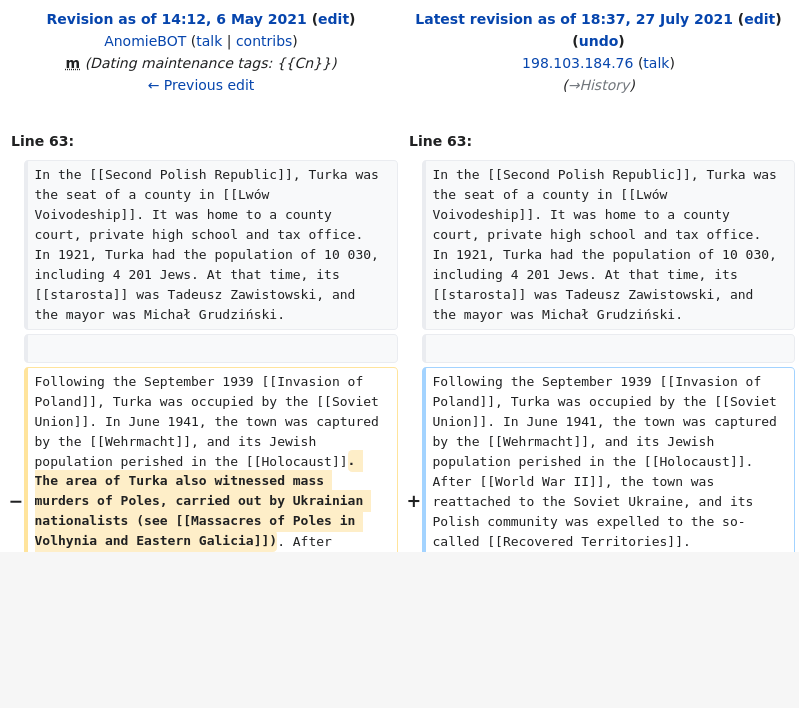 Revision as of 14:12, 6 May 2021 (edit)
AnomieBOT (talk | contribs)
m (Dating maintenance tags: {{Cn}})
← Previous edit
Latest revision as of 18:37, 27 July 2021 (edit)
(undo)
198.103.184.76 (talk)
(→History)
Line 63:
Line 63:
In the [[Second Polish Republic]], Turka was
the seat of a county in [[Lwów
Voivodeship]]. It was home to a county
court, private high school and tax office.
In 1921, Turka had the population of 10 030,
including 4 201 Jews. At that time, its
[[starosta]] was Tadeusz Zawistowski, and
the mayor was Michał Grudziński.
In the [[Second Polish Republic]], Turka was
the seat of a county in [[Lwów
Voivodeship]]. It was home to a county
court, private high school and tax office.
In 1921, Turka had the population of 10 030,
including 4 201 Jews. At that time, its
[[starosta]] was Tadeusz Zawistowski, and
the mayor was Michał Grudziński.
−
Following the September 1939 [[Invasion of
Poland]], Turka was occupied by the [[Soviet
Union]]. In June 1941, the town was captured
by the [[Wehrmacht]], and its Jewish
population perished in the [[Holocaust]].
The area of Turka also witnessed mass
murders of Poles, carried out by Ukrainian
nationalists (see [[Massacres of Poles in
Volhynia and Eastern Galicia]]). After
+
Following the September 1939 [[Invasion of
Poland]], Turka was occupied by the [[Soviet
Union]]. In June 1941, the town was captured
by the [[Wehrmacht]], and its Jewish
population perished in the [[Holocaust]].
After [[World War II]], the town was
reattached to the Soviet Ukraine, and its
Polish community was expelled to the so-
called [[Recovered Territories]].